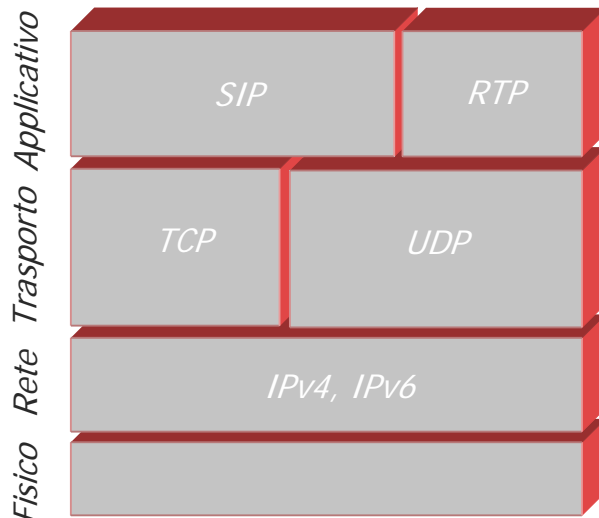 Applicativo
SIP
RTP
Trasporto
TCP
UDP
Rete
IPv4, IPv6
Fisico